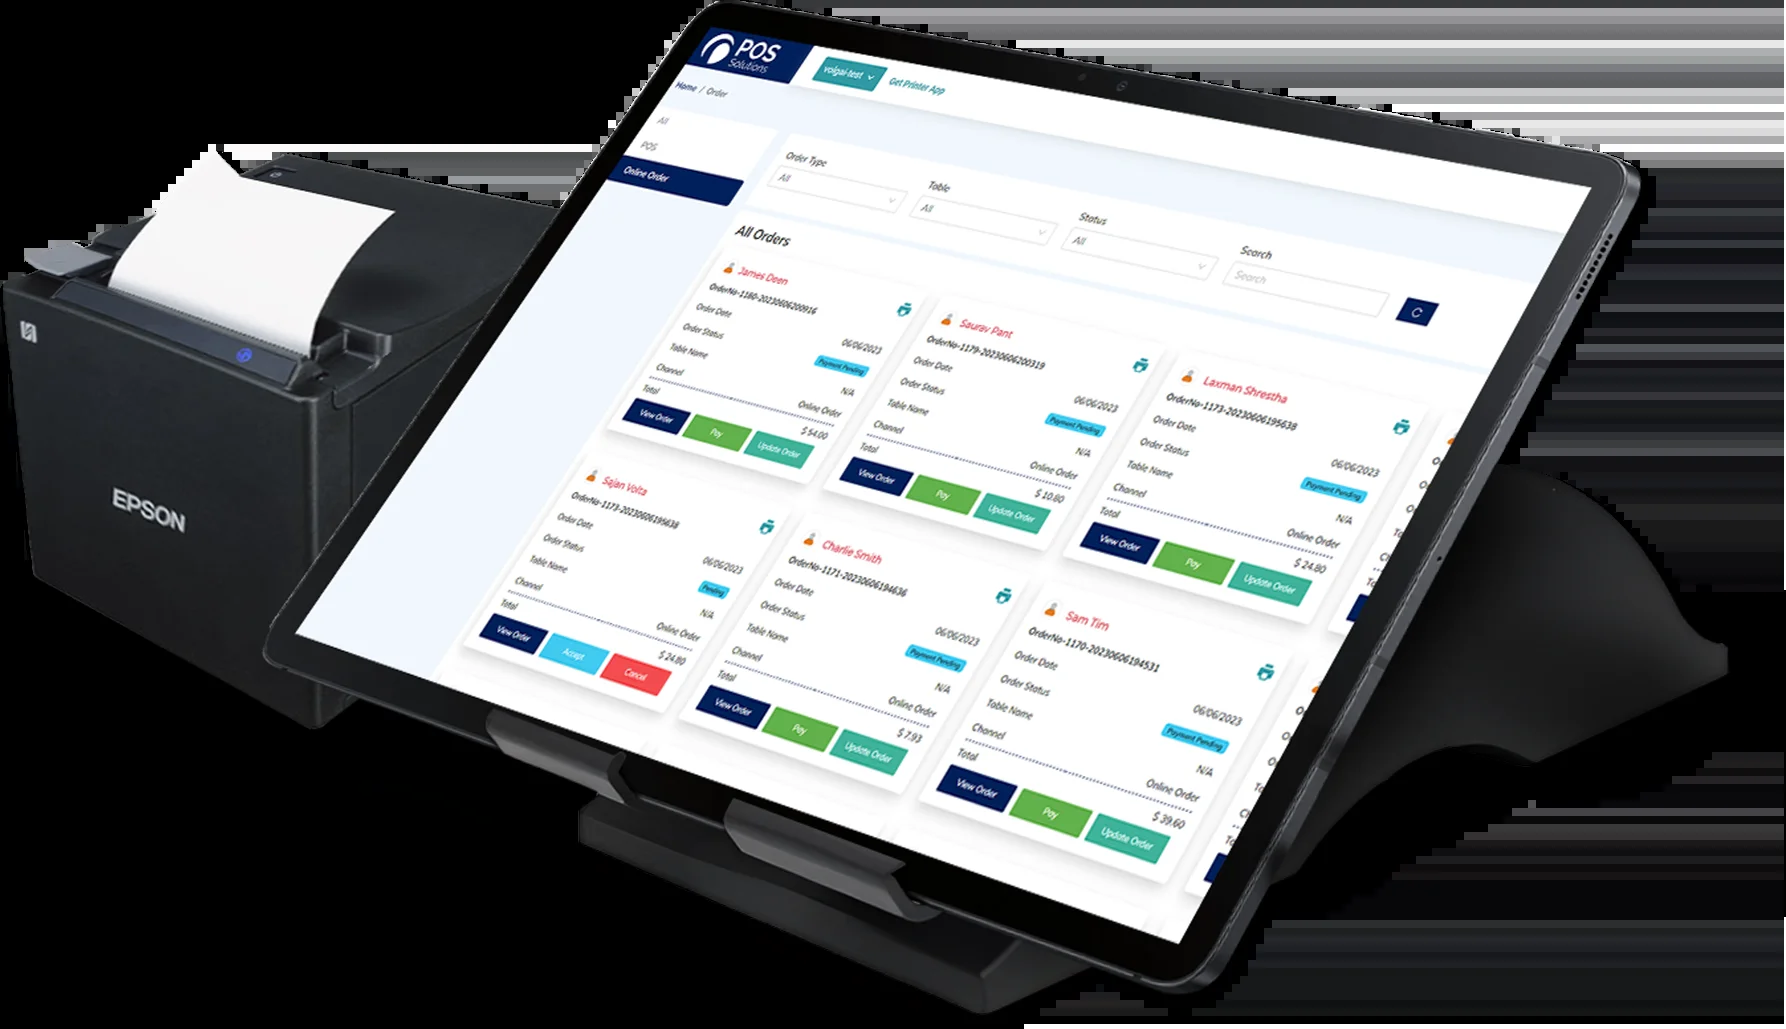 POS
Solutions
volgai-test
Get Printer App
Home / Order
All
POS
Online Order
Order Type
All
Table
All
Status
All
Search
Search
All Orders
James Deen
OrderNo-1180-20230606200916
Order Date
06/06/2023
Order Status
Payment Pending
Table Name
N/A
Channel
Online Order
Total
$ 54.00
View Order
Pay
Update Order
Saurav Pant
OrderNo-1179-20230606200319
Order Date
06/06/2023
Order Status
Payment Pending
Table Name
N/A
Channel
Online Order
Total
$ 10.80
View Order
Pay
Update Order
Laxman Shrestha
OrderNo-1173-20230606195638
Order Date
06/06/2023
Order Status
Payment Pending
Table Name
N/A
Channel
Online Order
Total
$ 24.80
View Order
Pay
Update Order
Sajan Volta
OrderNo-1173-20230606195638
Order Date
06/06/2023
Order Status
Pending
Table Name
N/A
Channel
Online Order
Total
$ 24.80
View Order
Accept
Cancel
Charlie Smith
OrderNo-1171-20230606194636
Order Date
06/06/2023
Order Status
Payment Pending
Table Name
N/A
Channel
Online Order
Total
$ 7.93
View Order
Pay
Update Order
Sam Tim
OrderNo-1170-20230606194531
Order Date
06/06/2023
Order Status
Payment Pending
Table Name
N/A
Channel
Online Order
Total
$ 39.60
View Order
Pay
Update Order
EPSON